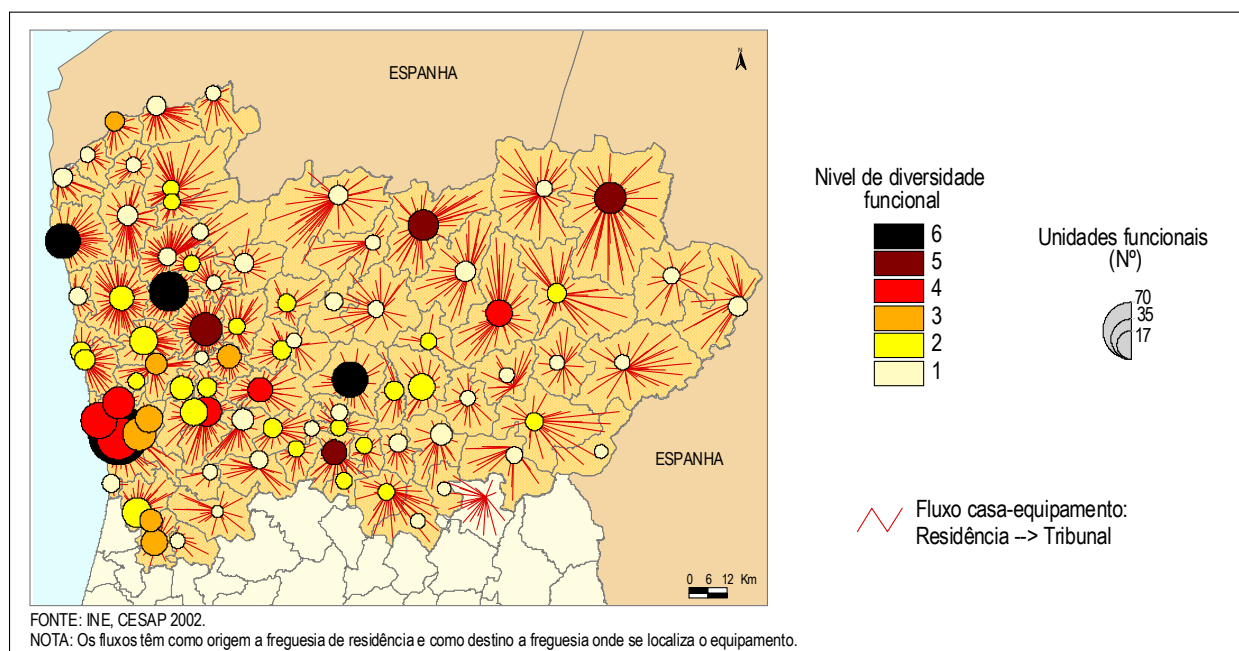 ESPANHA
N
ESPANHA
0 6 12 Km
Nivel de diversidade
funcional
6
5
4
3
2
1
Unidades funcionais
(Nº)
70
35
17
Fluxo casa-equipamento:
Residência --> Tribunal
FONTE: INE, CESAP 2002.
NOTA: Os fluxos têm como origem a freguesia de residência e como destino a freguesia onde se localiza o equipamento.